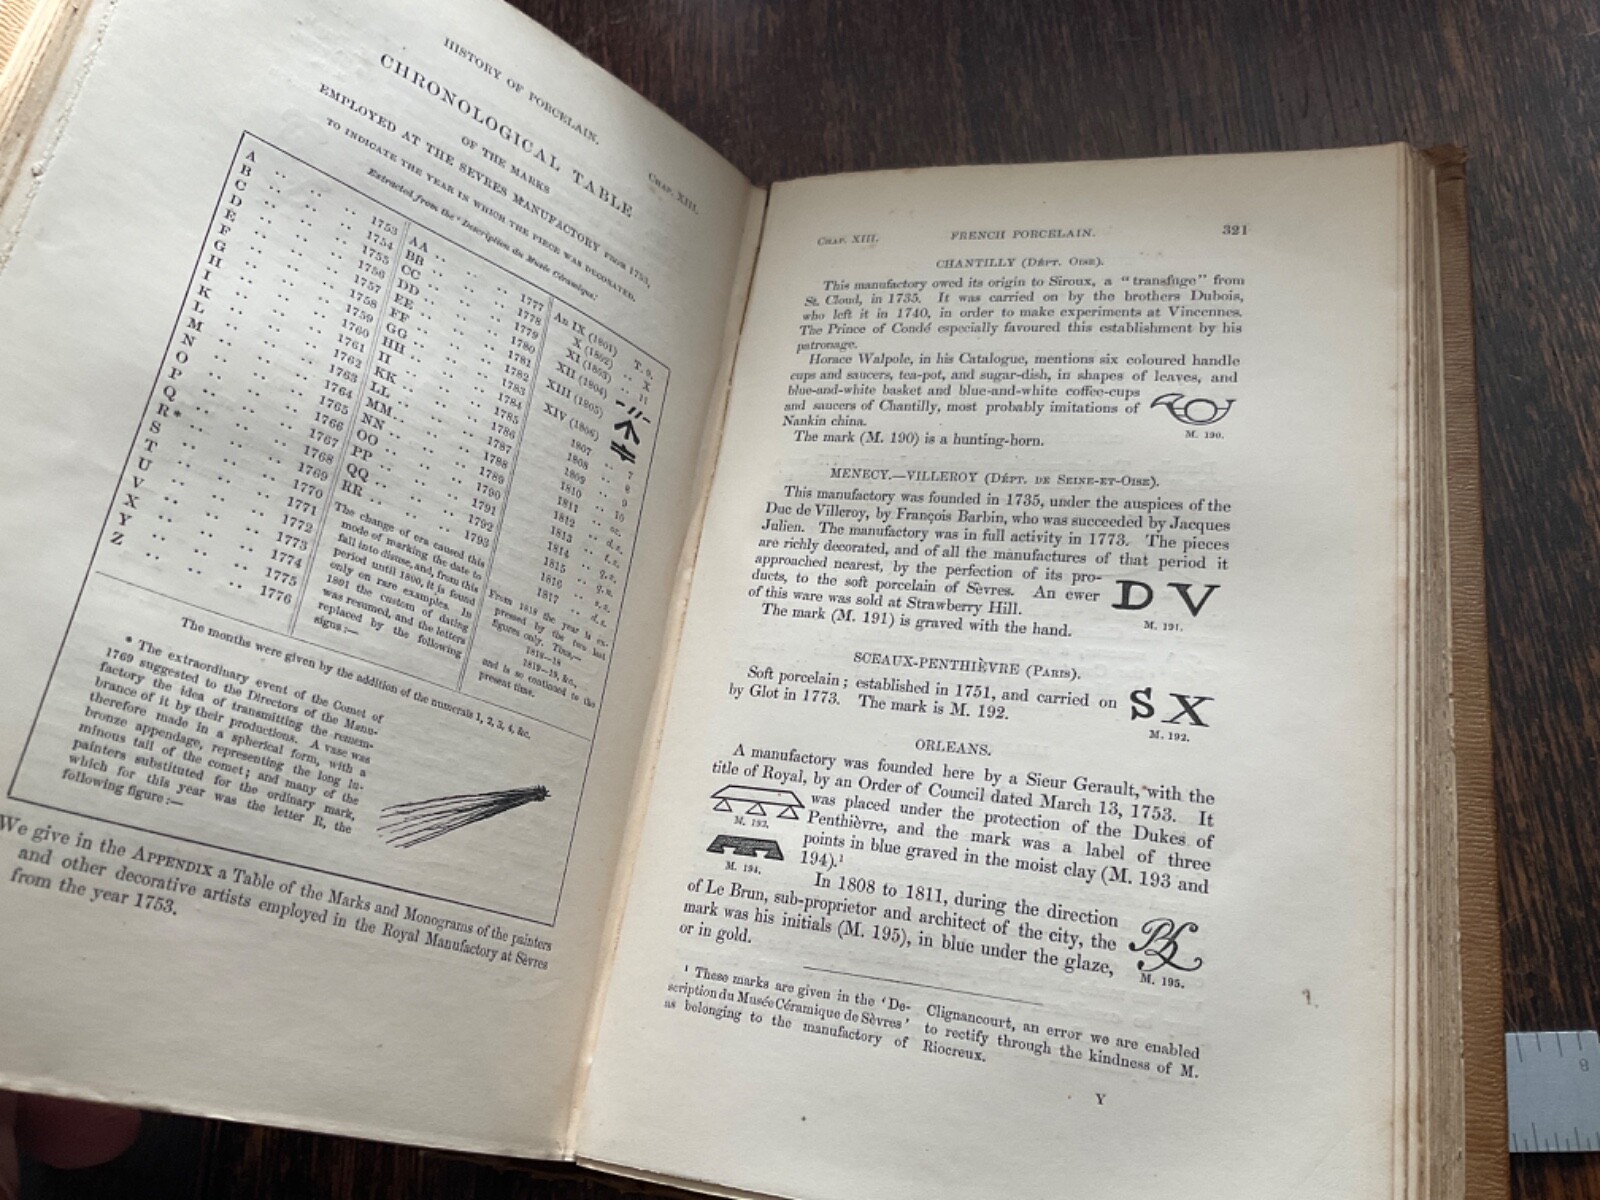 HISTORY OF PORCELAIN. CHAP. XIII.
CHRONOLOGICAL TABLE
OF THE MARKS
EMPLOYED AT THE SÈVRES MANUFACTORY FROM 1753,
TO INDICATE THE YEAR IN WHICH THE PIECE WAS DECORATED.
Extracted from the 'Description du Musée Céramique.'
A .. .. .. 1753
B .. .. .. 1754
C .. .. .. 1755
D .. .. .. 1756
E .. .. .. 1757
F .. .. .. 1758
G .. .. .. 1759
H .. .. .. 1760
I .. .. .. 1761
K .. .. .. 1762
L .. .. .. 1763
M .. .. .. 1764
N .. .. .. 1765
O .. .. .. 1766
P .. .. .. 1767
Q .. .. .. 1768
R* .. .. .. 1769
S .. .. .. 1770
T .. .. .. 1771
U .. .. .. 1772
V .. .. .. 1773
X .. .. .. 1774
Y .. .. .. 1775
Z .. .. .. 1776
AA .. .. .. 1777
BB .. .. .. 1778
CC .. .. .. 1779
DD .. .. .. 1780
EE .. .. .. 1781
FF .. .. .. 1782
GG .. .. .. 1783
HH .. .. .. 1784
II .. .. .. 1785
KK .. .. .. 1786
LL .. .. .. 1787
MM .. .. .. 1788
NN .. .. .. 1789
OO .. .. .. 1790
PP .. .. .. 1791
QQ .. .. .. 1792
RR .. .. .. 1793
The change of era caused this
mode of marking the date to
fall into disuse, and, from this
period until 1800, it is found
only on rare examples. In
1801 the custom of dating
was resumed, and the letters
replaced by the following
signs:—
An IX (1801) T. 9.
X (1802) .. X
XI (1803) .. 11
XII (1804)
XIII (1805)
XIV (1806)
1807 .. 7
1808 .. 8
1809 .. 9
1810 .. 10
1811 .. oz.
1812 .. d. z.
1813 .. t. z.
1814 .. q. z.
1815 .. q. n.
1816 .. s. z.
1817 .. d. s.
From 1818 the year is ex-
pressed by the two last
figures only. Thus,—
1818—18
1819—19, &c.,
and is so continued to the
present time.
The months were given by the addition of the numerals 1, 2, 3, 4, &c.
* The extraordinary event of the Comet of
1769 suggested to the Directors of the Manu-
factory the idea of transmitting the remem-
brance of it by their productions. A vase was
therefore made in a spherical form, with a
bronze appendage, representing the long lu-
minous tail of the comet; and many of the
painters substituted for the ordinary mark,
which for this year was the letter R, the
following figure:—
We give in the APPENDIX a Table of the Marks and Monograms of the painters
and other decorative artists employed in the Royal Manufactory at Sèvres
from the year 1753.
CHAP. XIII. FRENCH PORCELAIN. 321
CHANTILLY (DÉPT. OISE).
This manufactory owed its origin to Siroux, a "transfuge" from
St. Cloud, in 1735. It was carried on by the brothers Dubois,
who left it in 1740, in order to make experiments at Vincennes.
The Prince of Condé especially favoured this establishment by his
patronage.
Horace Walpole, in his Catalogue, mentions six coloured handle
cups and saucers, tea-pot, and sugar-dish, in shapes of leaves, and
blue-and-white basket and blue-and-white coffee-cups
and saucers of Chantilly, most probably imitations of
Nankin china.
M. 190.
The mark (M. 190) is a hunting-horn.
MENECY.—VILLEROY (DÉPT. DE SEINE-ET-OISE).
This manufactory was founded in 1735, under the auspices of the
Duc de Villeroy, by François Barbin, who was succeeded by Jacques
Julien. The manufactory was in full activity in 1773. The pieces
are richly decorated, and of all the manufactures of that period it
approached nearest, by the perfection of its pro-
ducts, to the soft porcelain of Sèvres. An ewer
of this ware was sold at Strawberry Hill.
The mark (M. 191) is graved with the hand.
D V
M. 191.
SCEAUX-PENTHIÈVRE (PARIS).
Soft porcelain; established in 1751, and carried on
by Glot in 1773. The mark is M. 192.
S X
M. 192.
ORLEANS.
A manufactory was founded here by a Sieur Gerault, with the
title of Royal, by an Order of Council dated March 13, 1753. It
was placed under the protection of the Dukes of
Penthièvre, and the mark was a label of three
points in blue graved in the moist clay (M. 193 and
194).¹
M. 193.
M. 194.
In 1808 to 1811, during the direction
of Le Brun, sub-proprietor and architect of the city, the
mark was his initials (M. 195), in blue under the glaze,
or in gold.
M. 195.
¹ These marks are given in the 'De-
scription du Musée Céramique de Sèvres'
as belonging to the manufactory of
Clignancourt, an error we are enabled
to rectify through the kindness of M.
Riocreux.
Y
8